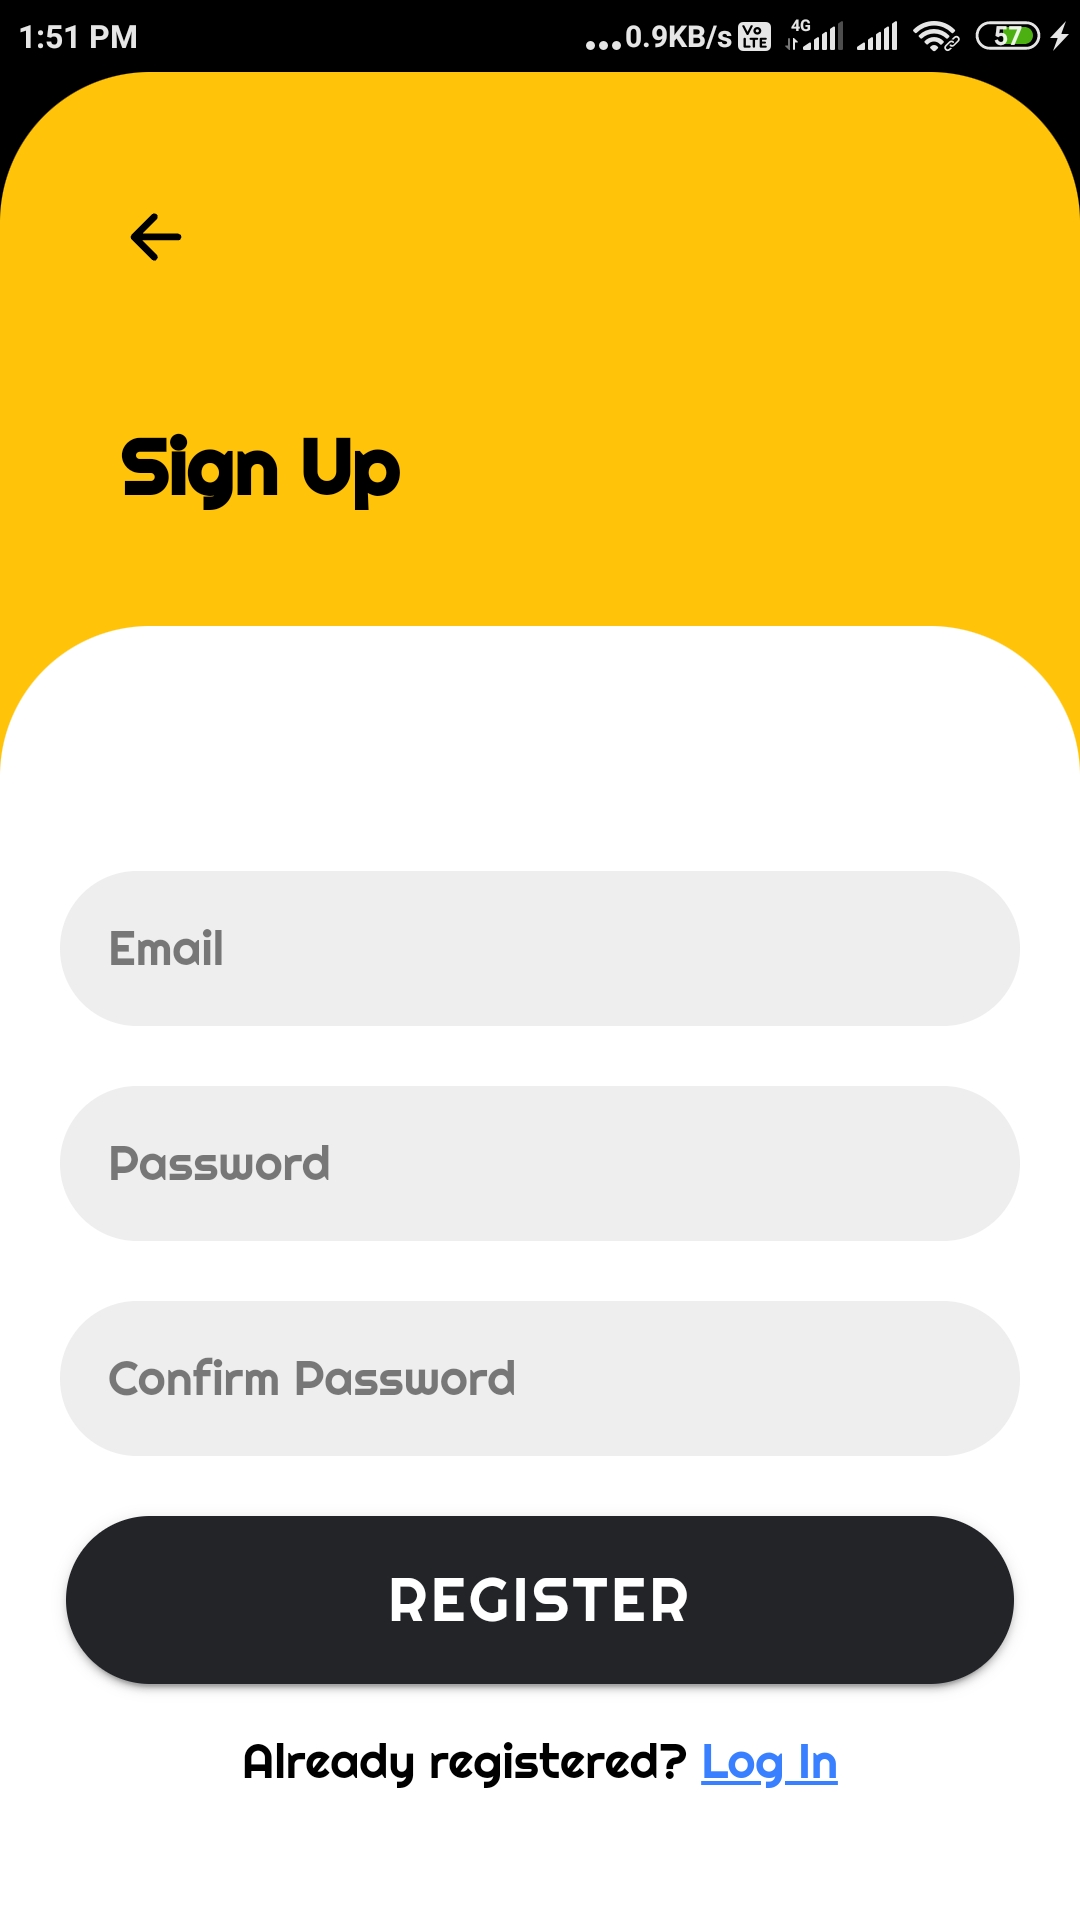 1:51 PM ...0.9KB/s Vo LTE 4G 57
Sign Up
Email
Password
Confirm Password
REGISTER
Already registered? Log In